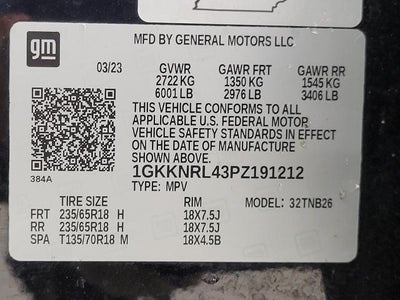 gm
MFD BY GENERAL MOTORS LLC
03/23 GVWR GAWR FRT GAWR RR
2722 KG 1350 KG 1545 KG
6001 LB 2976 LB 3406 LB
THIS VEHICLE CONFORMS TO ALL
APPLICABLE U.S. FEDERAL MOTOR
VEHICLE SAFETY STANDARDS IN EFFECT
ON THE DATE OF MANUFACTURE
SHOWN ABOVE.
384A
1GKKNRL43PZ191212
TYPE: MPV
TIRE SIZE RIM MODEL: 32TNB26
FRT 235/65R18 H 18X7.5J
RR 235/65R18 H 18X7.5J
SPA T135/70R18 M 18X4.5B